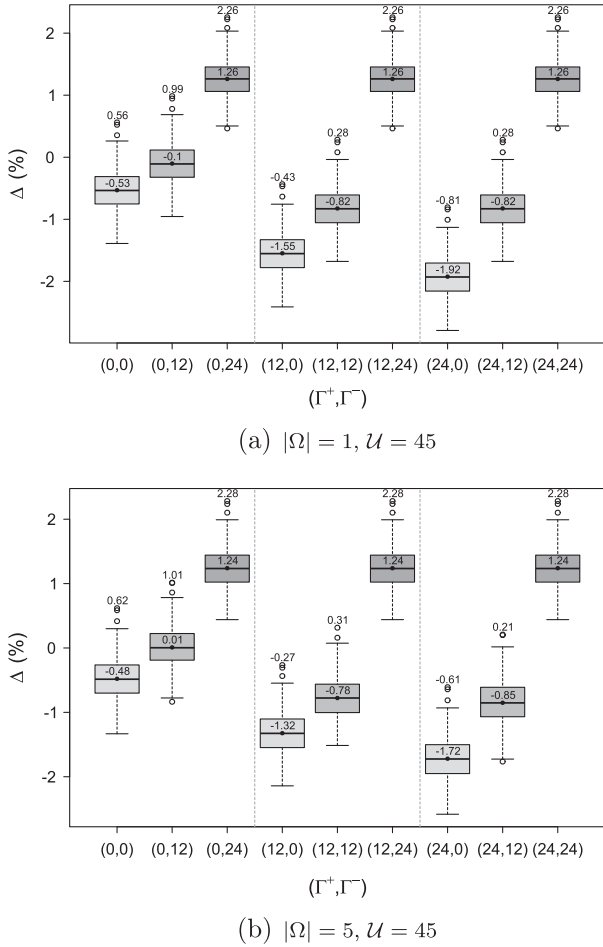 2.26 2.26 2.26
2
1.26 1.26 1.26
0.99
1
0.56
0.28 0.28
0
-0.1
-0.43
-0.53
-0.81 -0.82 -0.82
-1
-1.55
-1.92
-2
Δ (%)
(0,0) (0,12) (0,24) (12,0) (12,12) (12,24) (24,0) (24,12) (24,24)
(Γ⁺,Γ⁻)
(a) |Ω| = 1, 𝒰 = 45
2.28 2.28 2.28
2
1.24 1.24 1.24
1.01
1
0.62
0.31
0.21
0.01
0
-0.27
-0.48
-0.61
-0.78
-0.85
-1
-1.32
-1.72
-2
Δ (%)
(0,0) (0,12) (0,24) (12,0) (12,12) (12,24) (24,0) (24,12) (24,24)
(Γ⁺,Γ⁻)
(b) |Ω| = 5, 𝒰 = 45